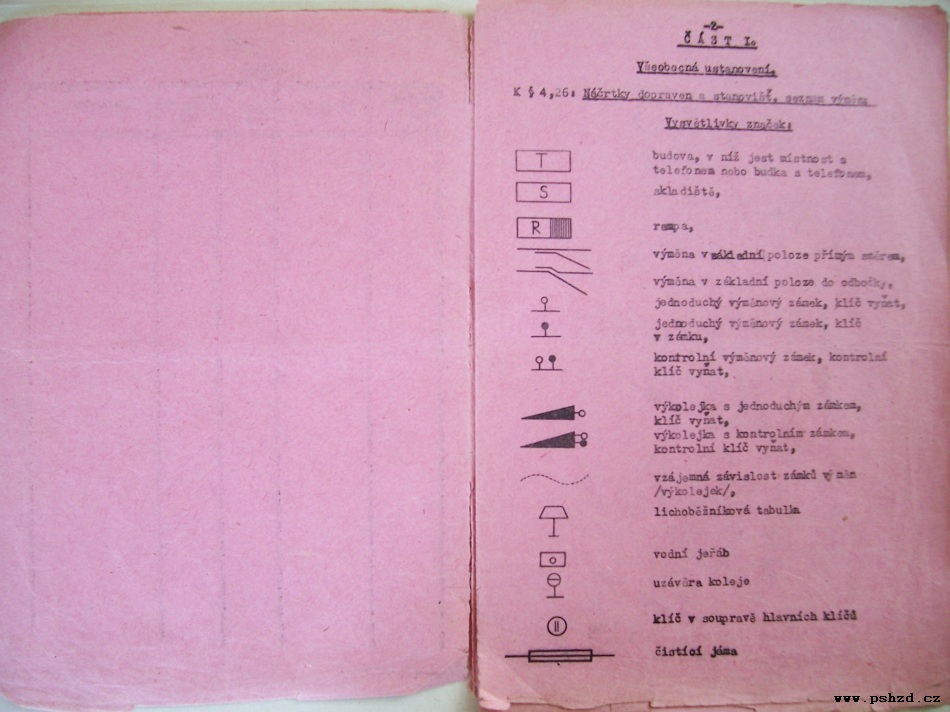 -2-
ČÁST I.
Všeobecná ustanovení,
K § 4,26: Náčrtky dopraven a stanovišť, seznam výměn
Vysvětlivky značek:
T
budova, v níž jest místnost s
telefonem nebo budka s telefonem,
S
skladiště,
R
rampa,
výměna v základní poloze přímým směrem,
výměna v základní poloze do odbočky,
jednoduchý výměnový zámek, klíč vyňat,
jednoduchý výměnový zámek, klíč
v zámku,
kontrolní výměnový zámek, kontrolní
klíč vyňat,
výkolejka s jednoduchým zámkem,
klíč vyňat,
výkolejka s kontrolním zámkem,
kontrolní klíč vyňat,
vzájemná závislost zámků výměn
/výkolejek/,
lichoběžníková tabulka
vodní jeřáb
uzávěra koleje
klíč v soupravě hlavních klíčů
čistící jáma
www.pshzd.cz